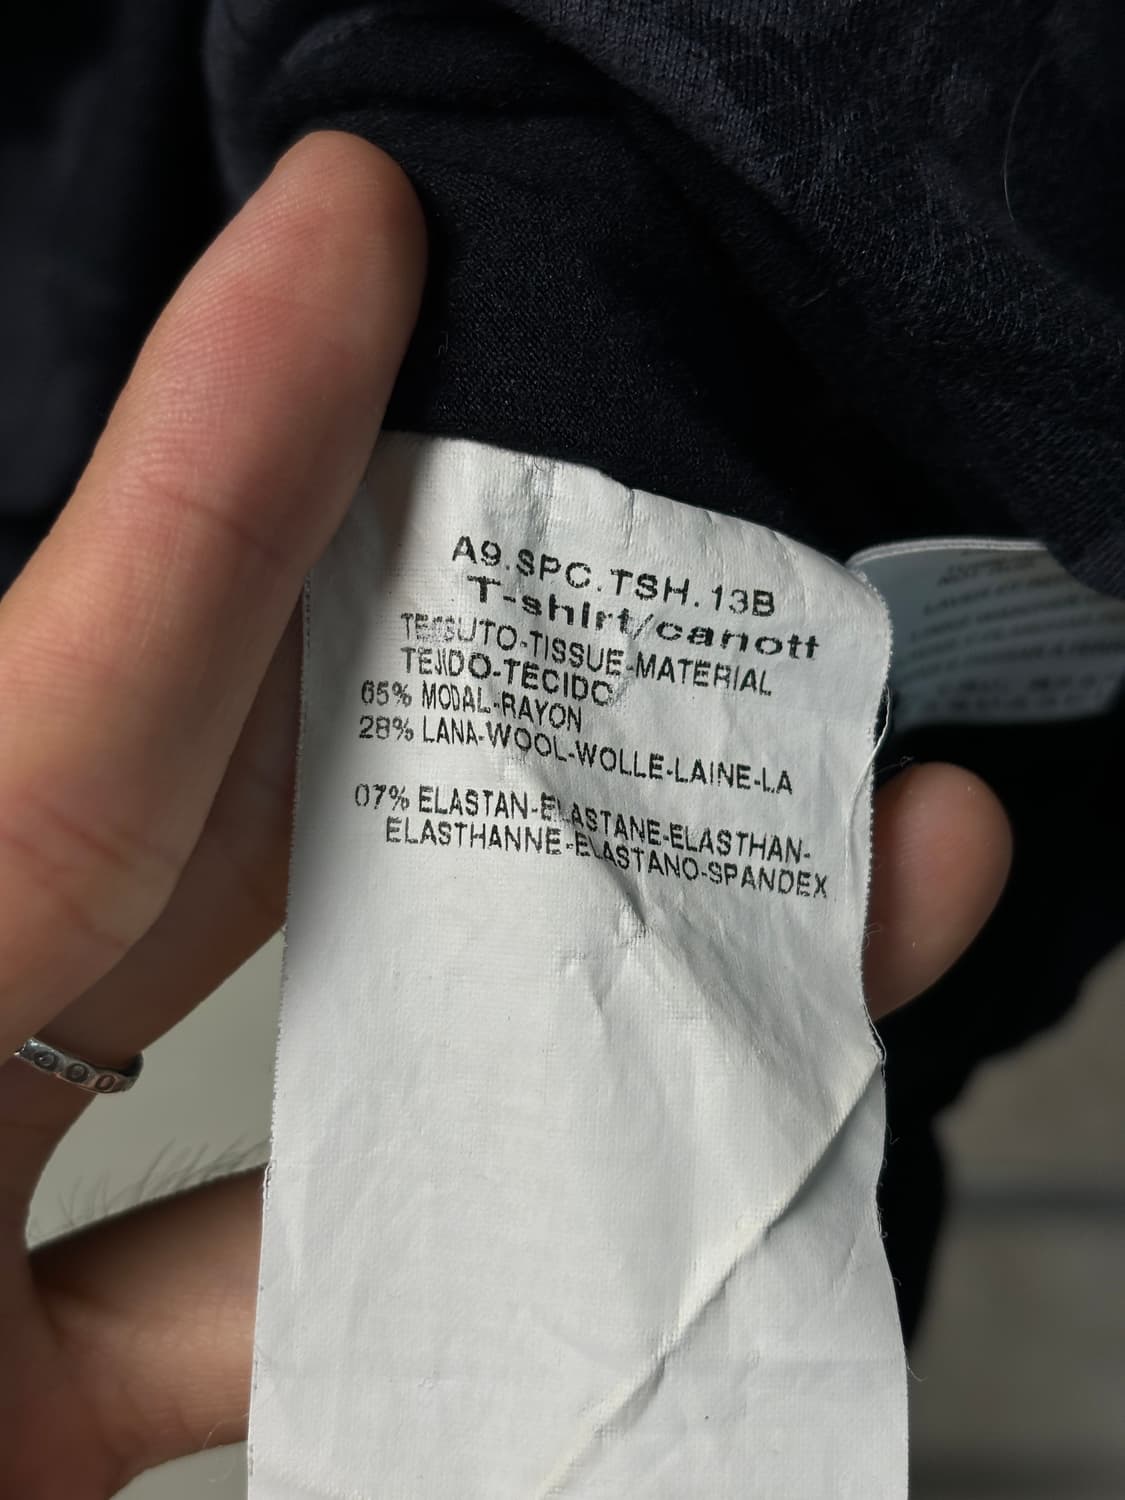 A9.SPC.TSH.13B
T-shirt/canott
TESSUTO-TISSUE-MATERIAL
TEJIDO-TECIDO
65% MODAL-RAYON
28% LANA-WOOL-WOLLE-LAINE-LA
07% ELASTAN-ELASTANE-ELASTHAN-
ELASTHANNE-ELASTANO-SPANDEX